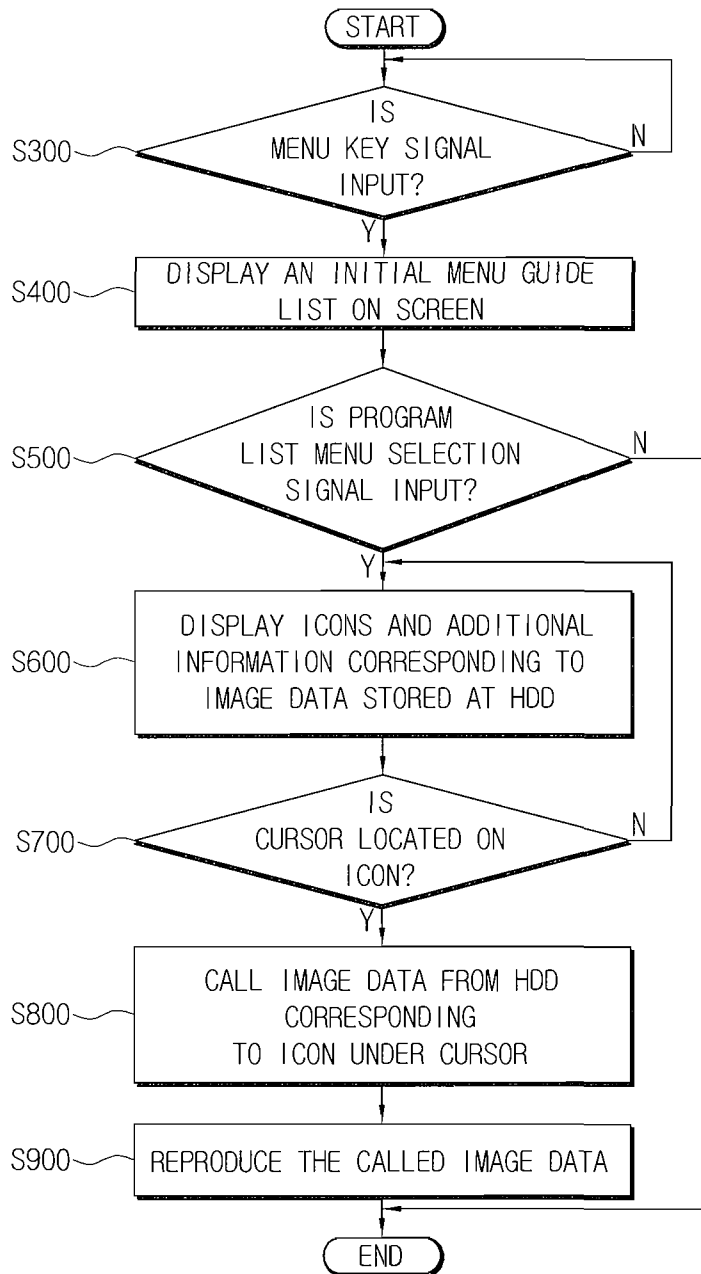 START
IS
MENU KEY SIGNAL
INPUT?
N
S300
Y
DISPLAY AN INITIAL MENU GUIDE
LIST ON SCREEN
S400
IS PROGRAM
LIST MENU SELECTION
SIGNAL INPUT?
N
S500
Y
DISPLAY ICONS AND ADDITIONAL
INFORMATION CORRESPONDING TO
IMAGE DATA STORED AT HDD
S600
IS
CURSOR LOCATED ON
ICON?
N
S700
Y
CALL IMAGE DATA FROM HDD
CORRESPONDING
TO ICON UNDER CURSOR
S800
S900
REPRODUCE THE CALLED IMAGE DATA
END